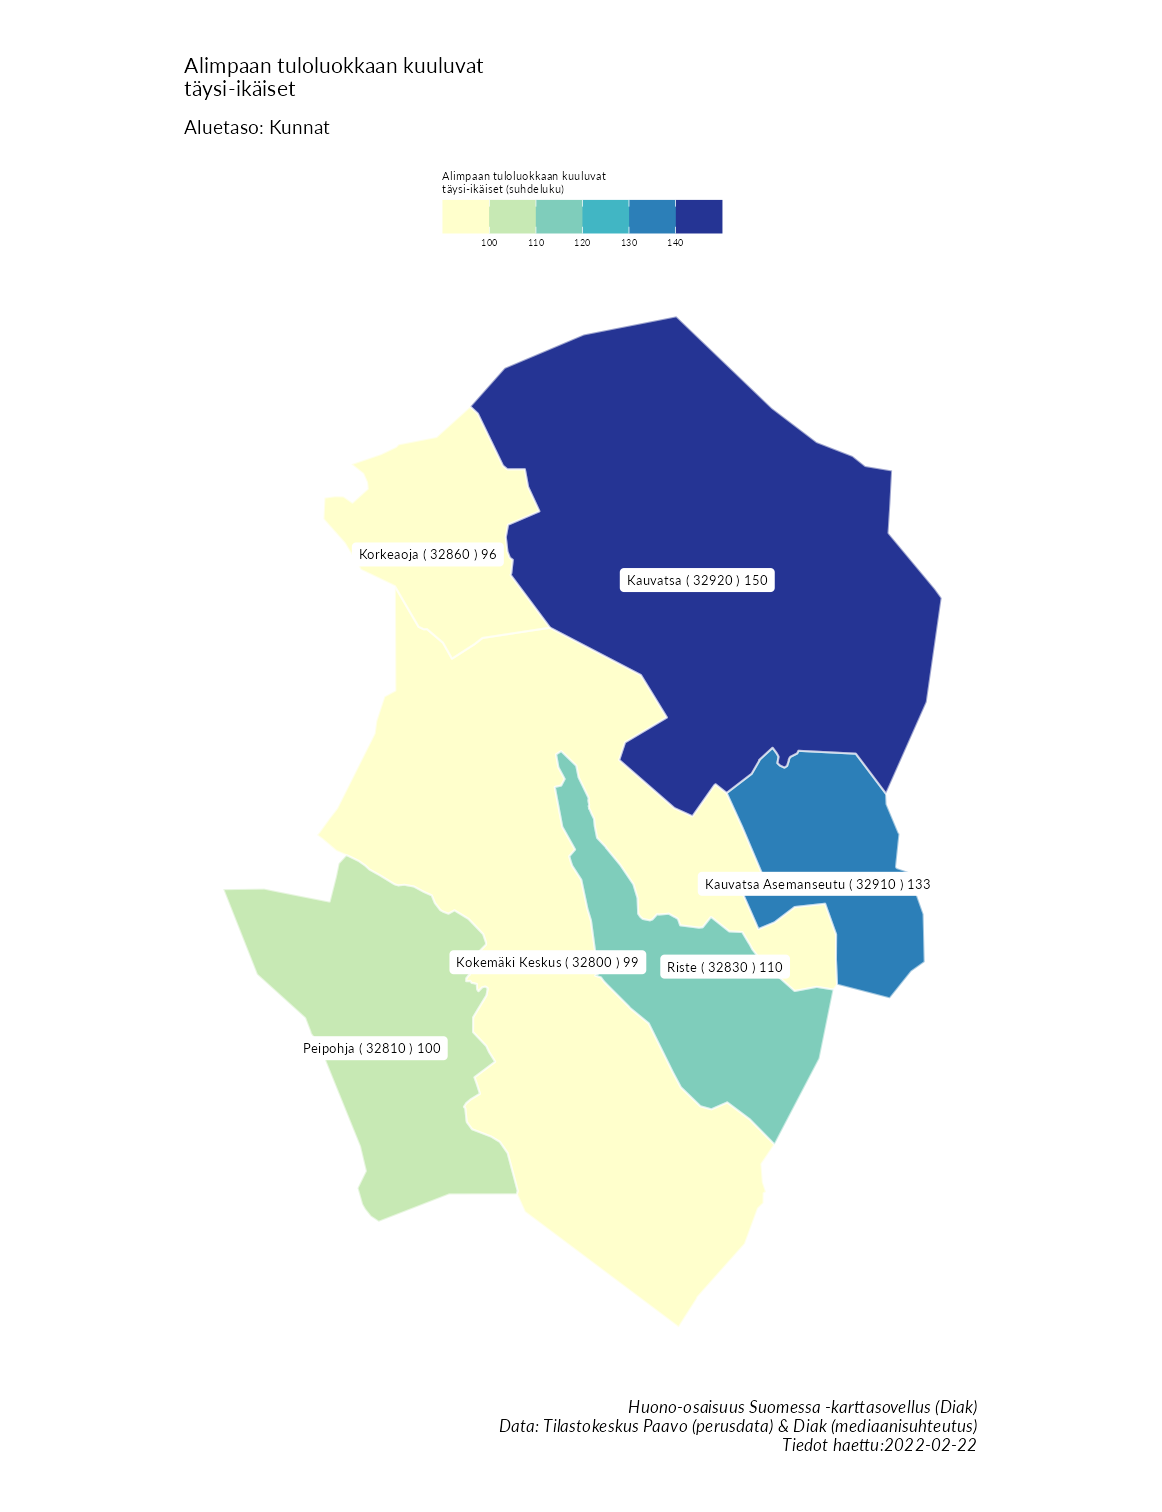 Alimpaan tuloluokkaan kuuluvat
täysi-ikäiset
Aluetaso: Kunnat
Alimpaan tuloluokkaan kuuluvat
täysi-ikäiset (suhdeluku)
100 110 120 130 140
Korkeaoja ( 32860 ) 96
Kauvatsa ( 32920 ) 150
Kauvatsa Asemanseutu ( 32910 ) 133
Kokemäki Keskus ( 32800 ) 99
Riste ( 32830 ) 110
Peipohja ( 32810 ) 100
Huono-osaisuus Suomessa -karttasovellus (Diak)
Data: Tilastokeskus Paavo (perusdata) & Diak (mediaanisuhteutus)
Tiedot haettu:2022-02-22